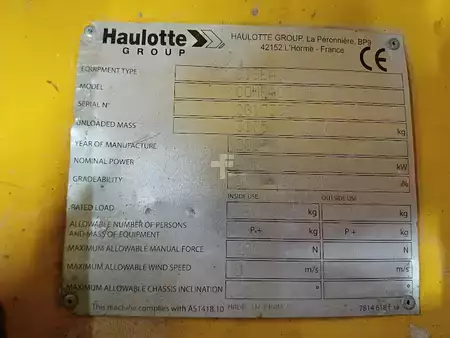 Haulotte
GROUP
HAULOTTE GROUP, La Péronnière, BP9
42152 L'Horme - France
CE
EQUIPMENT TYPE
MODEL
SERIAL N°
UNLOADED MASS kg
YEAR OF MANUFACTURE
NOMINAL POWER kW
GRADEABILITY %
INSIDE USE OUTSIDE USE
RATED LOAD kg kg
ALLOWABLE NUMBER OF PERSONS
AND MASS OF EQUIPMENT P.+ kg P + kg
MAXIMUM ALLOWABLE MANUAL FORCE N N
MAXIMUM ALLOWABLE WIND SPEED m/s m/s
MAXIMUM ALLOWABLE CHASSIS INCLINATION ° °
This machine complies with AS1418.10